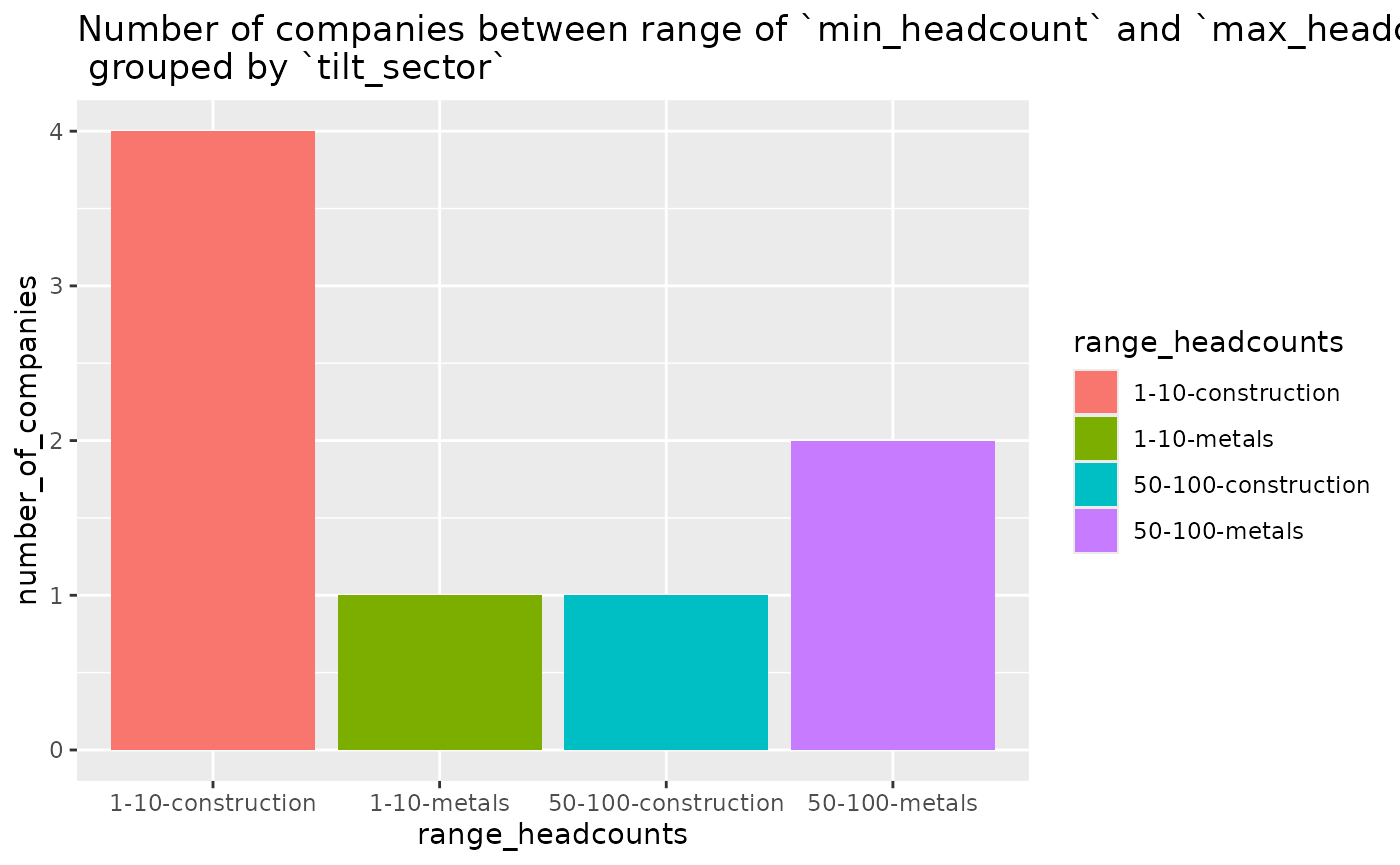 Number of companies between range of `min_headcount` and
grouped by `tilt_sector`
number_of_companies
4
3
2
1
0
1-10-construction
1-10-metals
50-100-construction
50-100-metals
range_headcounts
range_headcounts
1-10-construction
1-10-metals
50-100-construction
50-100-metals